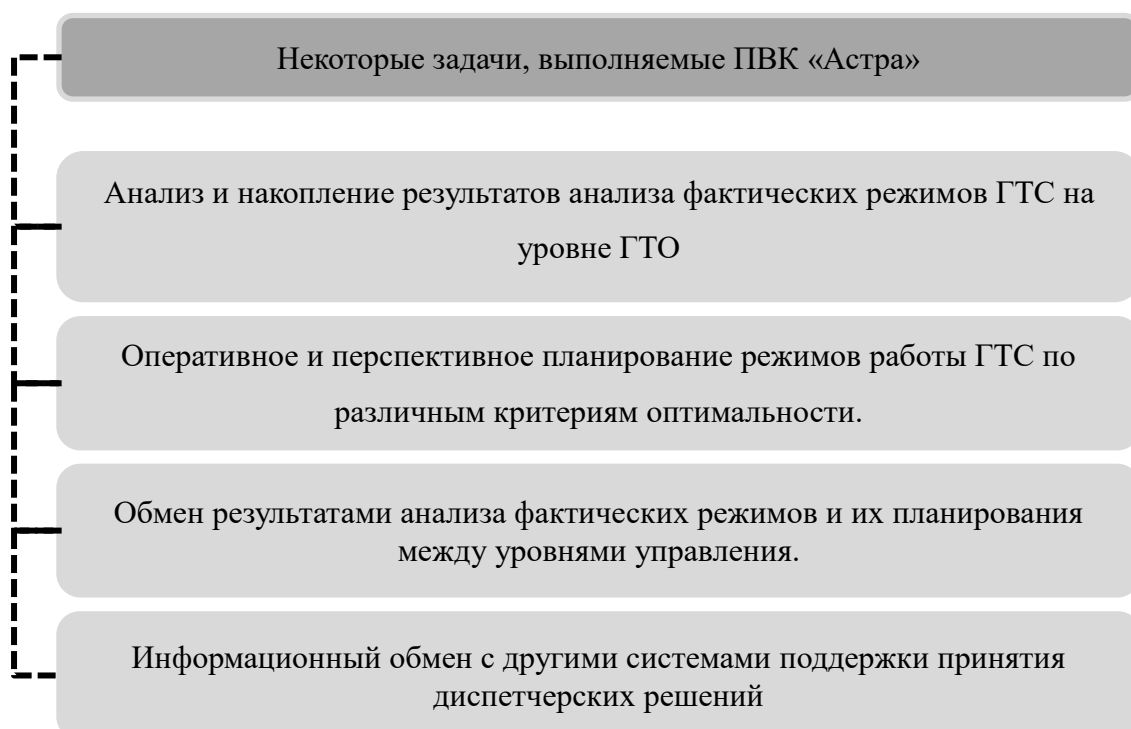 Некоторые задачи, выполняемые ПВК «Астра»
Анализ и накопление результатов анализа фактических режимов ГТС на
уровне ГТО
Оперативное и перспективное планирование режимов работы ГТС по
различным критериям оптимальности.
Обмен результатами анализа фактических режимов и их планирования
между уровнями управления.
Информационный обмен с другими системами поддержки принятия
диспетчерских решений